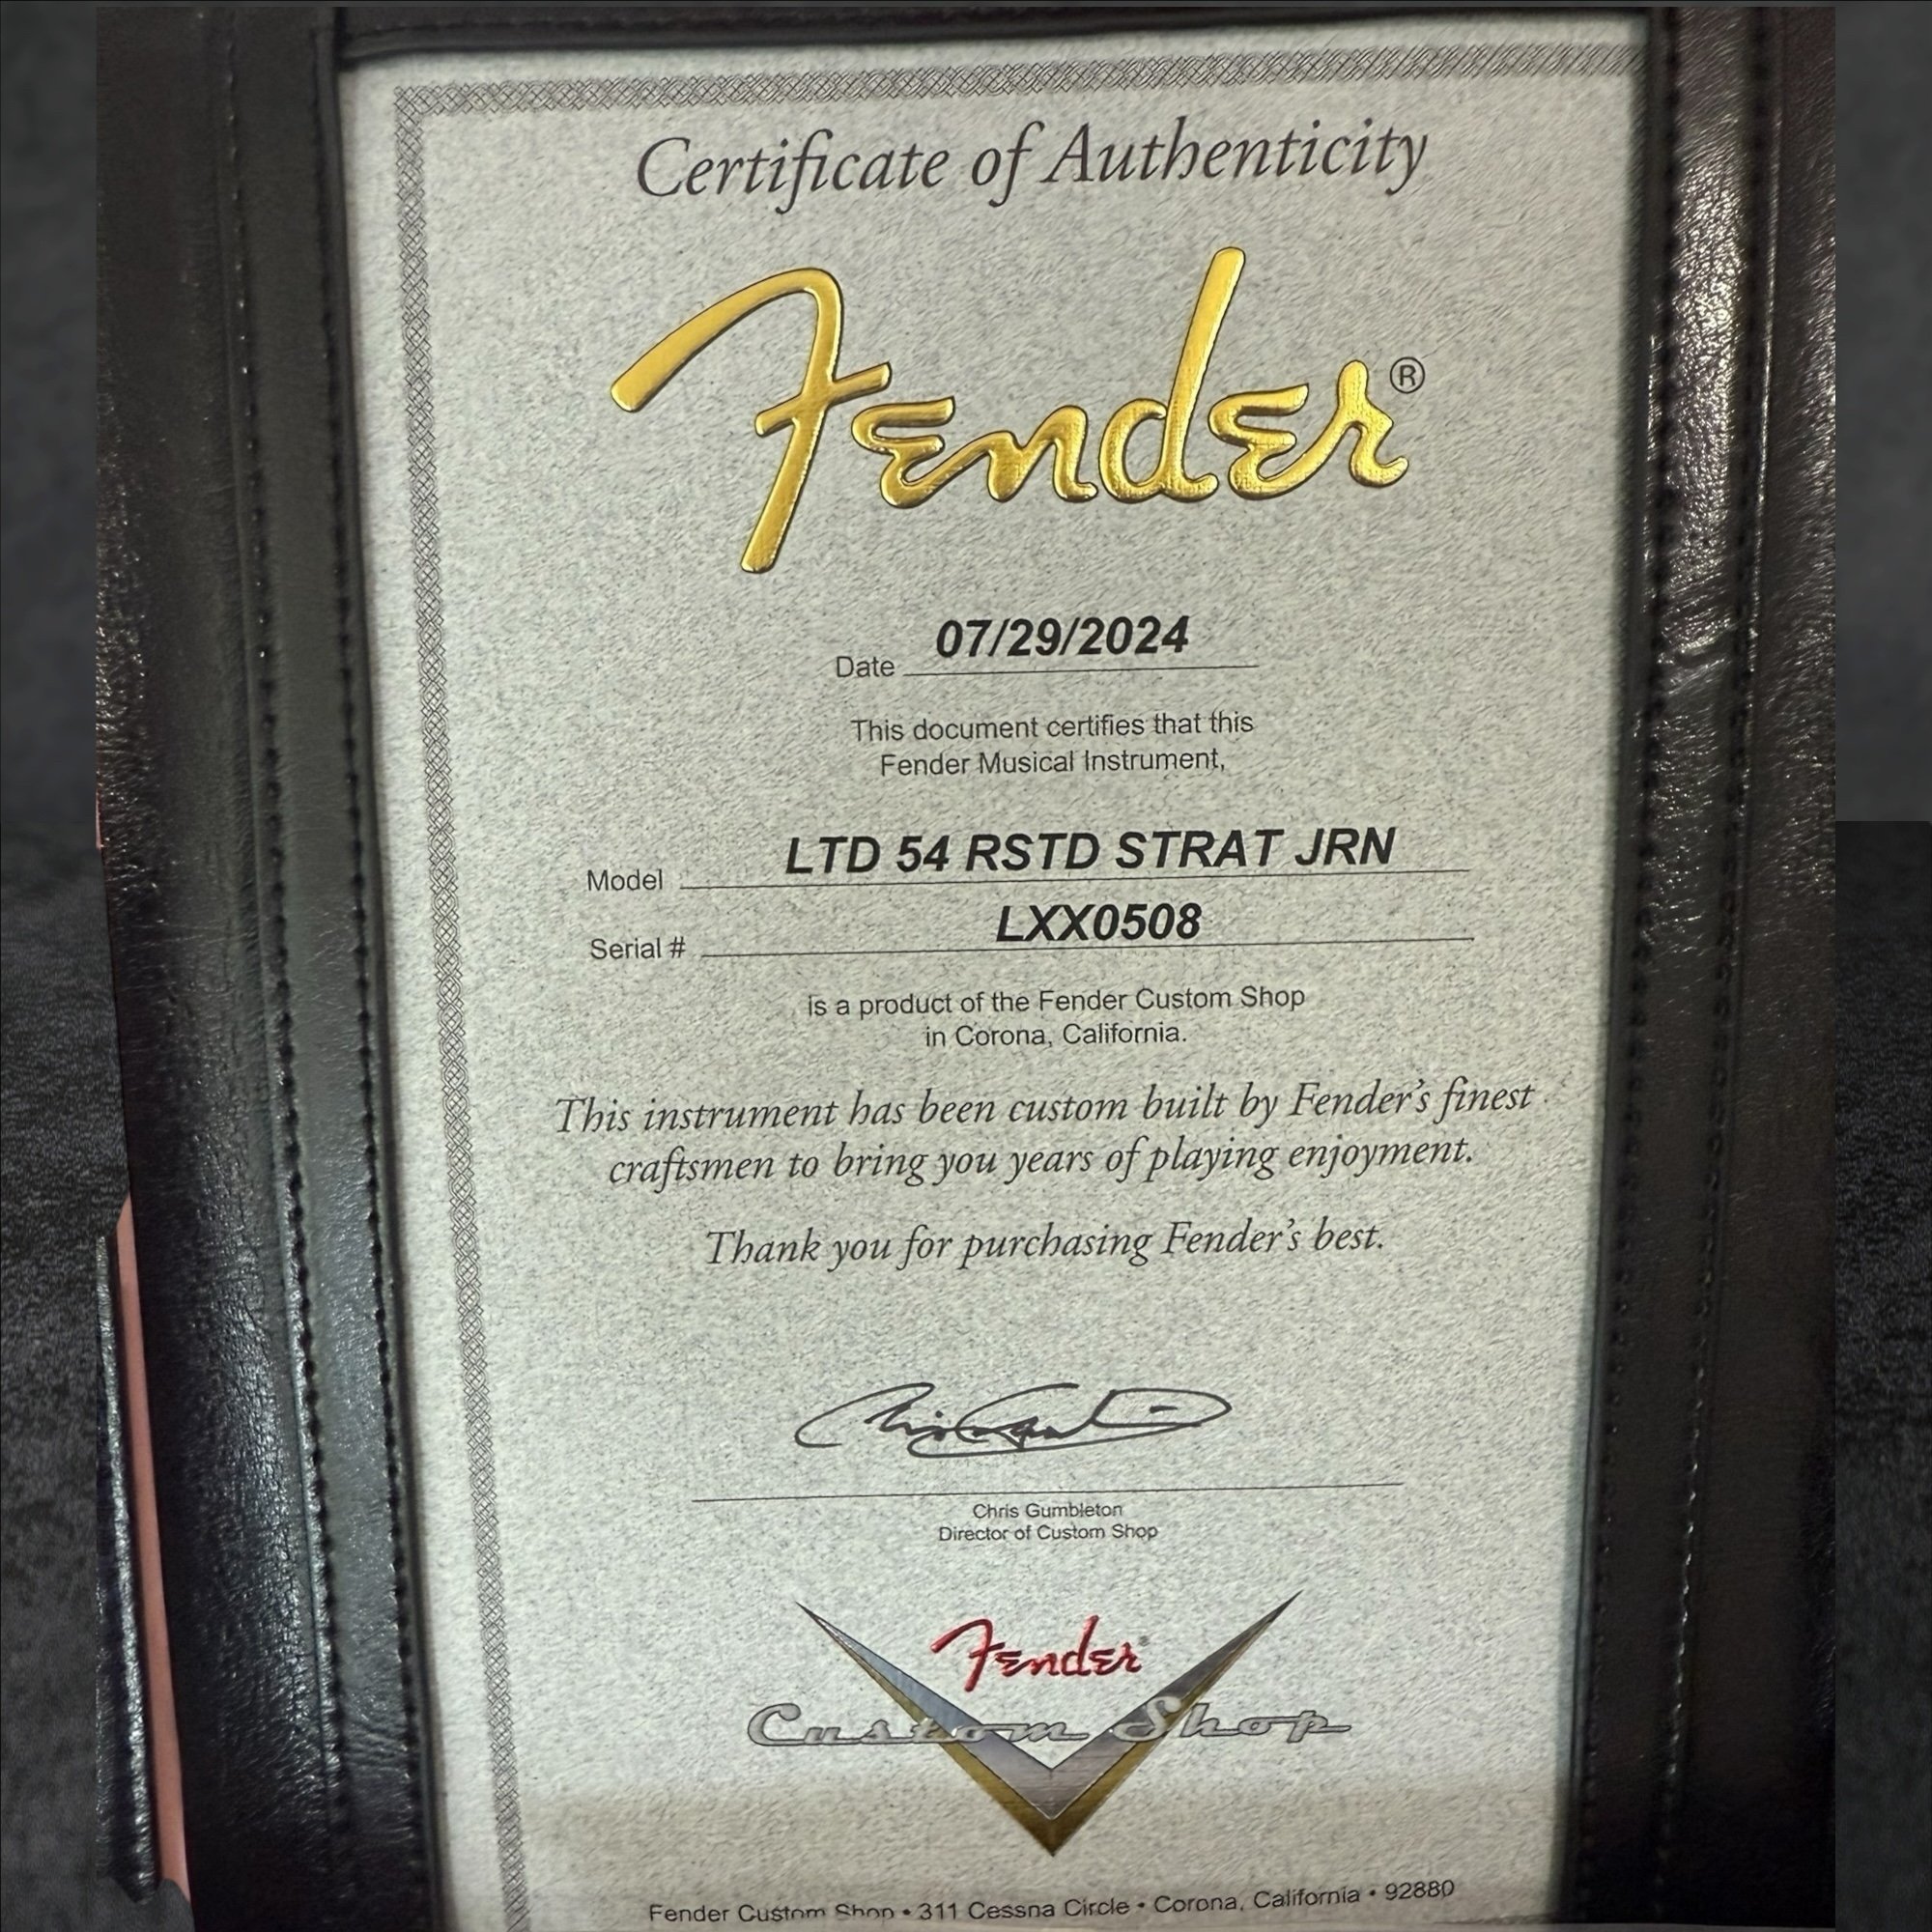 Certificate of Authenticity
Fender®
Date 07/29/2024
This document certifies that this
Fender Musical Instrument,
Model LTD 54 RSTD STRAT JRN
Serial # LXX0508
is a product of the Fender Custom Shop
in Corona, California.
This instrument has been custom built by Fender's finest
craftsmen to bring you years of playing enjoyment.
Thank you for purchasing Fender's best.
Chris Gumbleton
Director of Custom Shop
Fender®
Custom Shop
Fender Custom Shop • 311 Cessna Circle • Corona, California • 92880